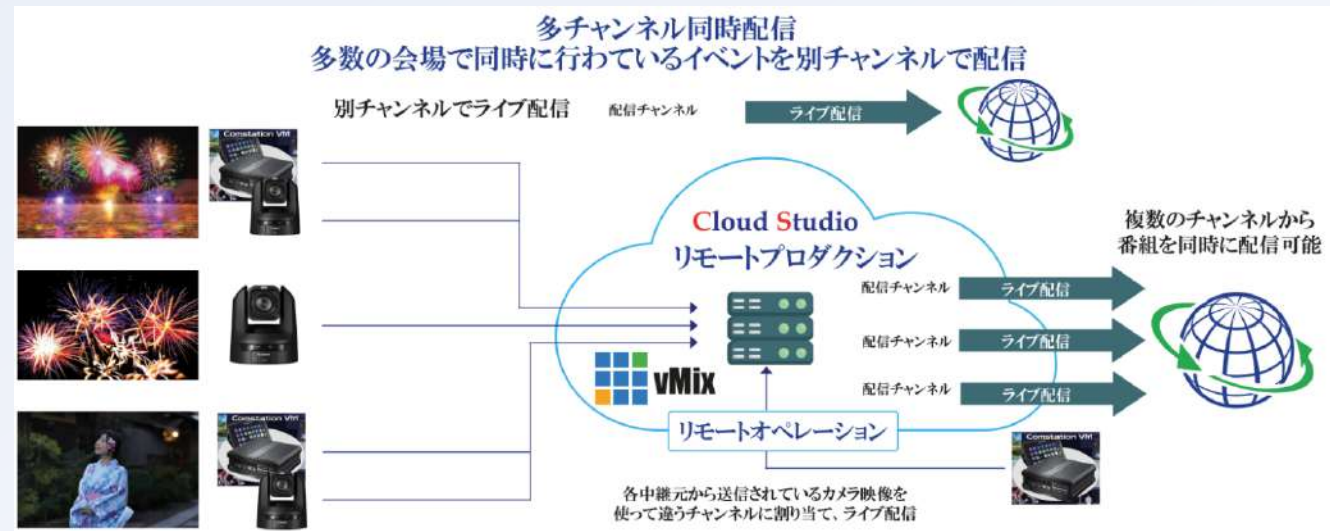 多チャンネル同時配信
多数の会場で同時に行わているイベントを別チャンネルで配信
別チャンネルでライブ配信
配信チャンネル
ライブ配信
Comstation VM
Cloud Studio
リモートプロダクション
複数のチャンネルから
番組を同時に配信可能
配信チャンネル
ライブ配信
配信チャンネル
ライブ配信
vMix
配信チャンネル
ライブ配信
Comstation VM
リモートオペレーション
Comstation VM
各中継元から送信されているカメラ映像を
使って違うチャンネルに割り当て、ライブ配信